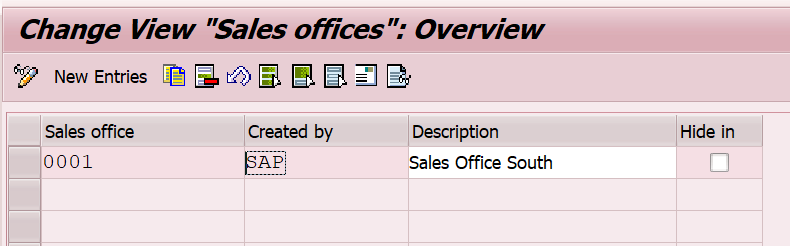 Change View "Sales offices": Overview
New Entries
Sales office Created by Description Hide in
0001 SAP Sales Office South